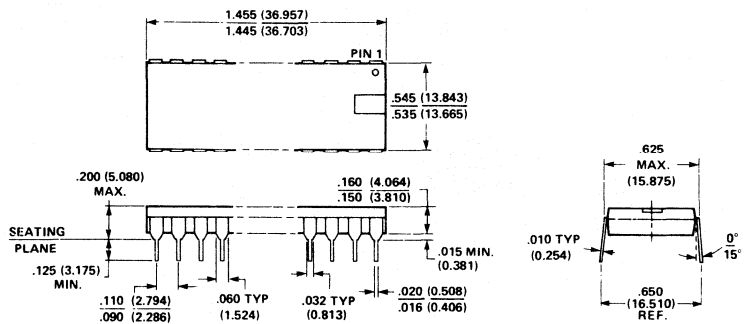 1.455 (36.957)
1.445 (36.703)
PIN 1
.545 (13.843)
.535 (13.665)
.200 (5.080)
MAX.
.160 (4.064)
.150 (3.810)
SEATING
PLANE
.125 (3.175)
MIN.
.015 MIN.
(0.381)
.110 (2.794)
.090 (2.286)
.060 TYP
(1.524)
.032 TYP
(0.813)
.020 (0.508)
.016 (0.406)
.625
MAX.
(15.875)
.010 TYP
(0.254)
0°
15°
.650
(16.510)
REF.